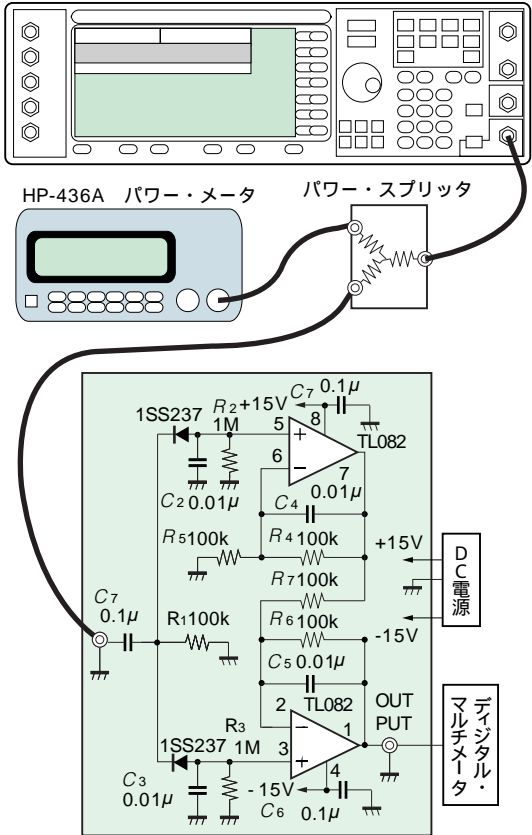 HP-436A パワー・メータ
パワー・スプリッタ
C7 0.1μ
R2 +15V
1SS237
1M
5
8
+
TL082
6
−
7
C2 0.01μ
0.01μ
C4
R5 100k
R4 100k
+15V
R7 100k
DC電源
C7
0.1μ
R1 100k
R6 100k
-15V
C5 0.01μ
TL082
OUT
PUT
2
−
1
R3
1SS237
1M
3
+
4
C3
0.01μ
-15V
C6 0.1μ
ディジタル・
マルチメータ